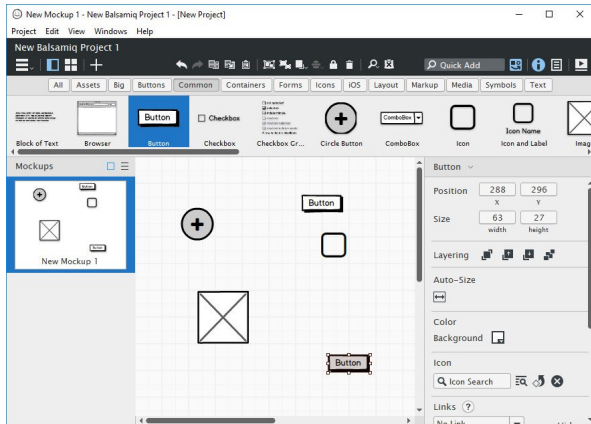 New Mockup 1 - New Balsamiq Project 1 - [New Project]
Project Edit View Windows Help
New Balsamiq Project 1
Quick Add
All Assets Big Buttons Common Containers Forms Icons iOS Layout Markup Media Symbols Text
Button
Checkbox
ComboBox
Icon Name
Block of Text Browser Button Checkbox Checkbox Gr... Circle Button ComboBox Icon Icon and Label Imag
Mockups
Button
Button
New Mockup 1
Button
Button
Button
Position 288 296
X Y
Size 63 27
width height
Layering
Auto-Size
Color
Background
Icon
Icon Search
Links ?
No Link